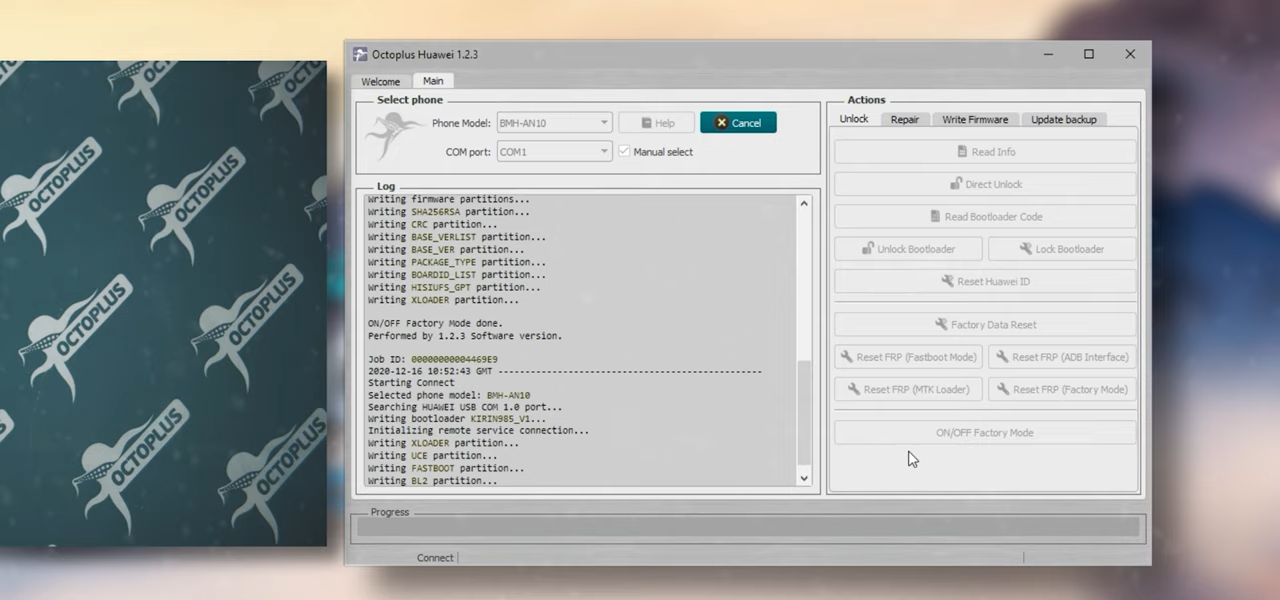 OCTOPLUS
OCTOPLUS
OCTOPLUS
OCTOPLUS
OCTOPLUS
OCTOPLUS
Octoplus Huawei 1.2.3
Welcome
Main
Select phone
Phone Model:
BMH-AN10
Help
Cancel
COM port:
COM1
Manual select
Log
Writing firmware partitions...
Writing SHA256RSA partition...
Writing CRC partition...
Writing BASE_VERLIST partition...
Writing BASE_VER partition...
Writing PACKAGE_TYPE partition...
Writing BOARDID_LIST partition...
Writing HISIUFS_GPT partition...
Writing XLOADER partition...
ON/OFF Factory Mode done.
Performed by 1.2.3 Software version.
Job ID: 00000000004469E9
2020-12-16 10:52:43 GMT ------------------------------------------------
Starting Connect
Selected phone model: BMH-AN10
Searching HUAWEI USB COM 1.0 port...
Writing bootloader KIRIN985_V1...
Initializing remote service connection...
Writing XLOADER partition...
Writing UCE partition...
Writing FASTBOOT partition...
Writing BL2 partition...
Actions
Unlock
Repair
Write Firmware
Update backup
Read Info
Direct Unlock
Read Bootloader Code
Unlock Bootloader
Lock Bootloader
Reset Huawei ID
Factory Data Reset
Reset FRP (Fastboot Mode)
Reset FRP (ADB Interface)
Reset FRP (MTK Loader)
Reset FRP (Factory Mode)
ON/OFF Factory Mode
Progress
Connect